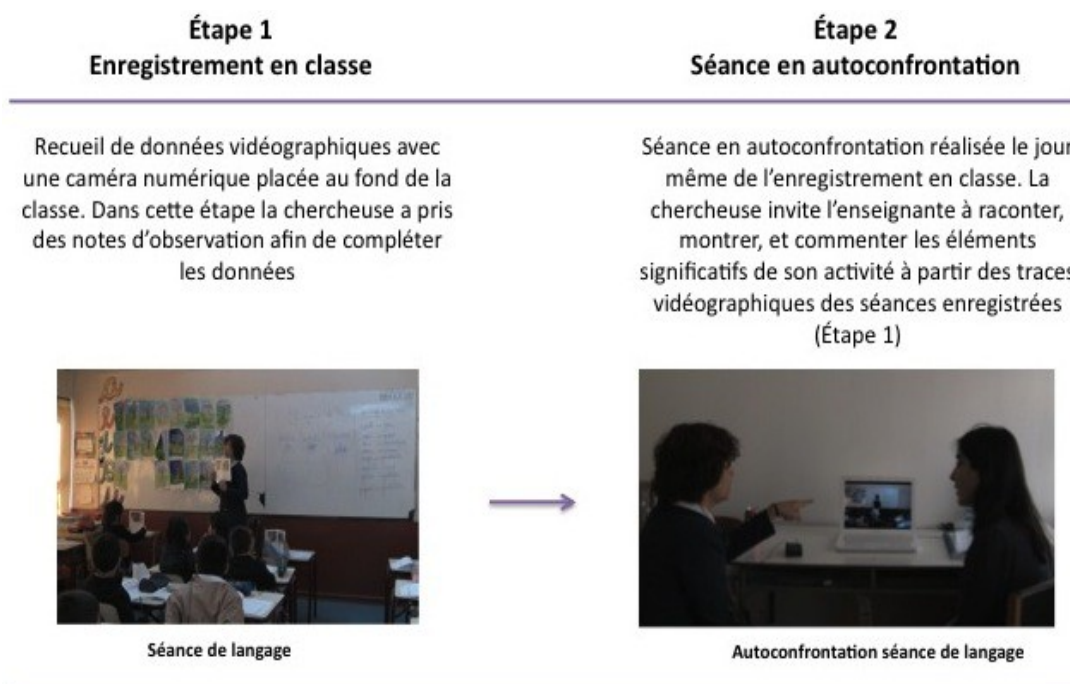 Étape 1
Enregistrement en classe
Recueil de données vidéographiques avec
une caméra numérique placée au fond de la
classe. Dans cette étape la chercheuse a pris
des notes d'observation afin de compléter
les données
Séance de langage
Étape 2
Séance en autoconfrontation
Séance en autoconfrontation réalisée le jour
même de l'enregistrement en classe. La
chercheuse invite l'enseignante à raconter,
montrer, et commenter les éléments
significatifs de son activité à partir des traces
vidéographiques des séances enregistrées
(Étape 1)
Autoconfrontation séance de langage